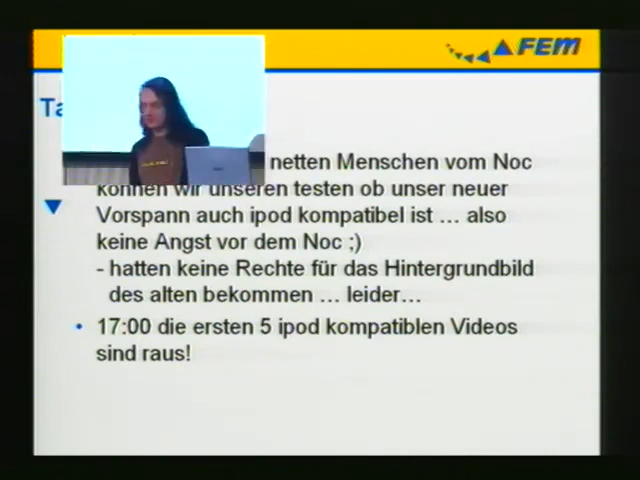 FEM
Ta
netten Menschen vom Noc
können wir unseren testen ob unser neuer
Vorspann auch ipod kompatibel ist ... also
keine Angst vor dem Noc ;)
- hatten keine Rechte für das Hintergrundbild
des alten bekommen ... leider...
• 17:00 die ersten 5 ipod kompatiblen Videos
sind raus!